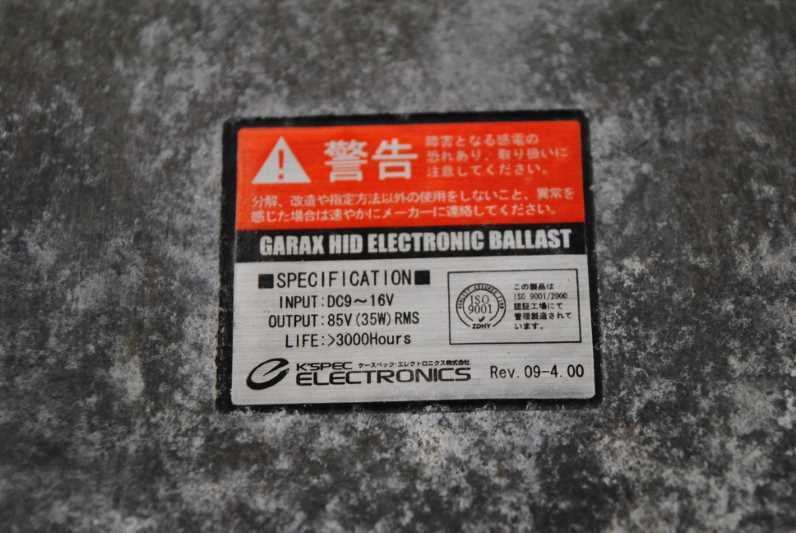 警告
障害となる感電の
恐れあり、取り扱いに
注意してください。
分解、改造や指定方法以外の使用をしないこと、異常を
感じた場合は速やかにメーカーに連絡してください。
GARAX HID ELECTRONIC BALLAST
■SPECIFICATION■
INPUT:DC9～16V
OUTPUT:85V(35W)RMS
LIFE:>3000Hours
ISO
9001
ZDHY
この製品は
ISO 9001/2000
認証工場にて
管理製造されて
います。
K'SPEC ケースペック・エレクトロニクス株式会社
ELECTRONICS
Rev. 09-4.00